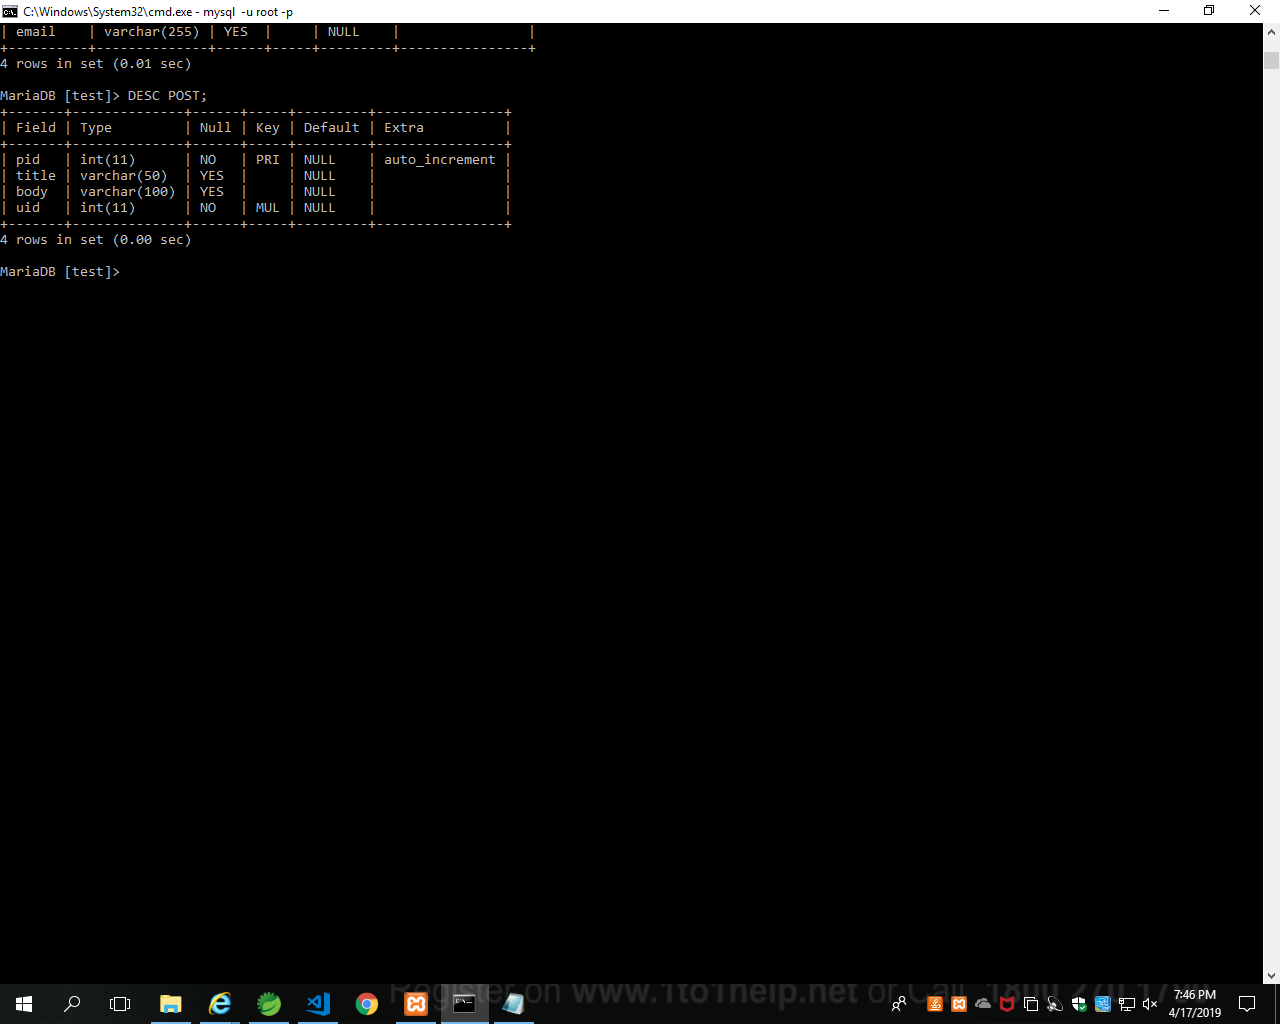 C:\Windows\System32\cmd.exe - mysql  -u root -p
| email    | varchar(255) | YES  |     | NULL    |                |
+----------+--------------+------+-----+---------+----------------+
4 rows in set (0.01 sec)
MariaDB [test]> DESC POST;
+-------+--------------+------+-----+---------+----------------+
| Field | Type         | Null | Key | Default | Extra          |
+-------+--------------+------+-----+---------+----------------+
| pid   | int(11)      | NO   | PRI | NULL    | auto_increment |
| title | varchar(50)  | YES  |     | NULL    |                |
| body  | varchar(100) | YES  |     | NULL    |                |
| uid   | int(11)      | NO   | MUL | NULL    |                |
+-------+--------------+------+-----+---------+----------------+
4 rows in set (0.00 sec)
MariaDB [test]>
Register on www.1to1help.net or Call
7:46 PM
4/17/2019